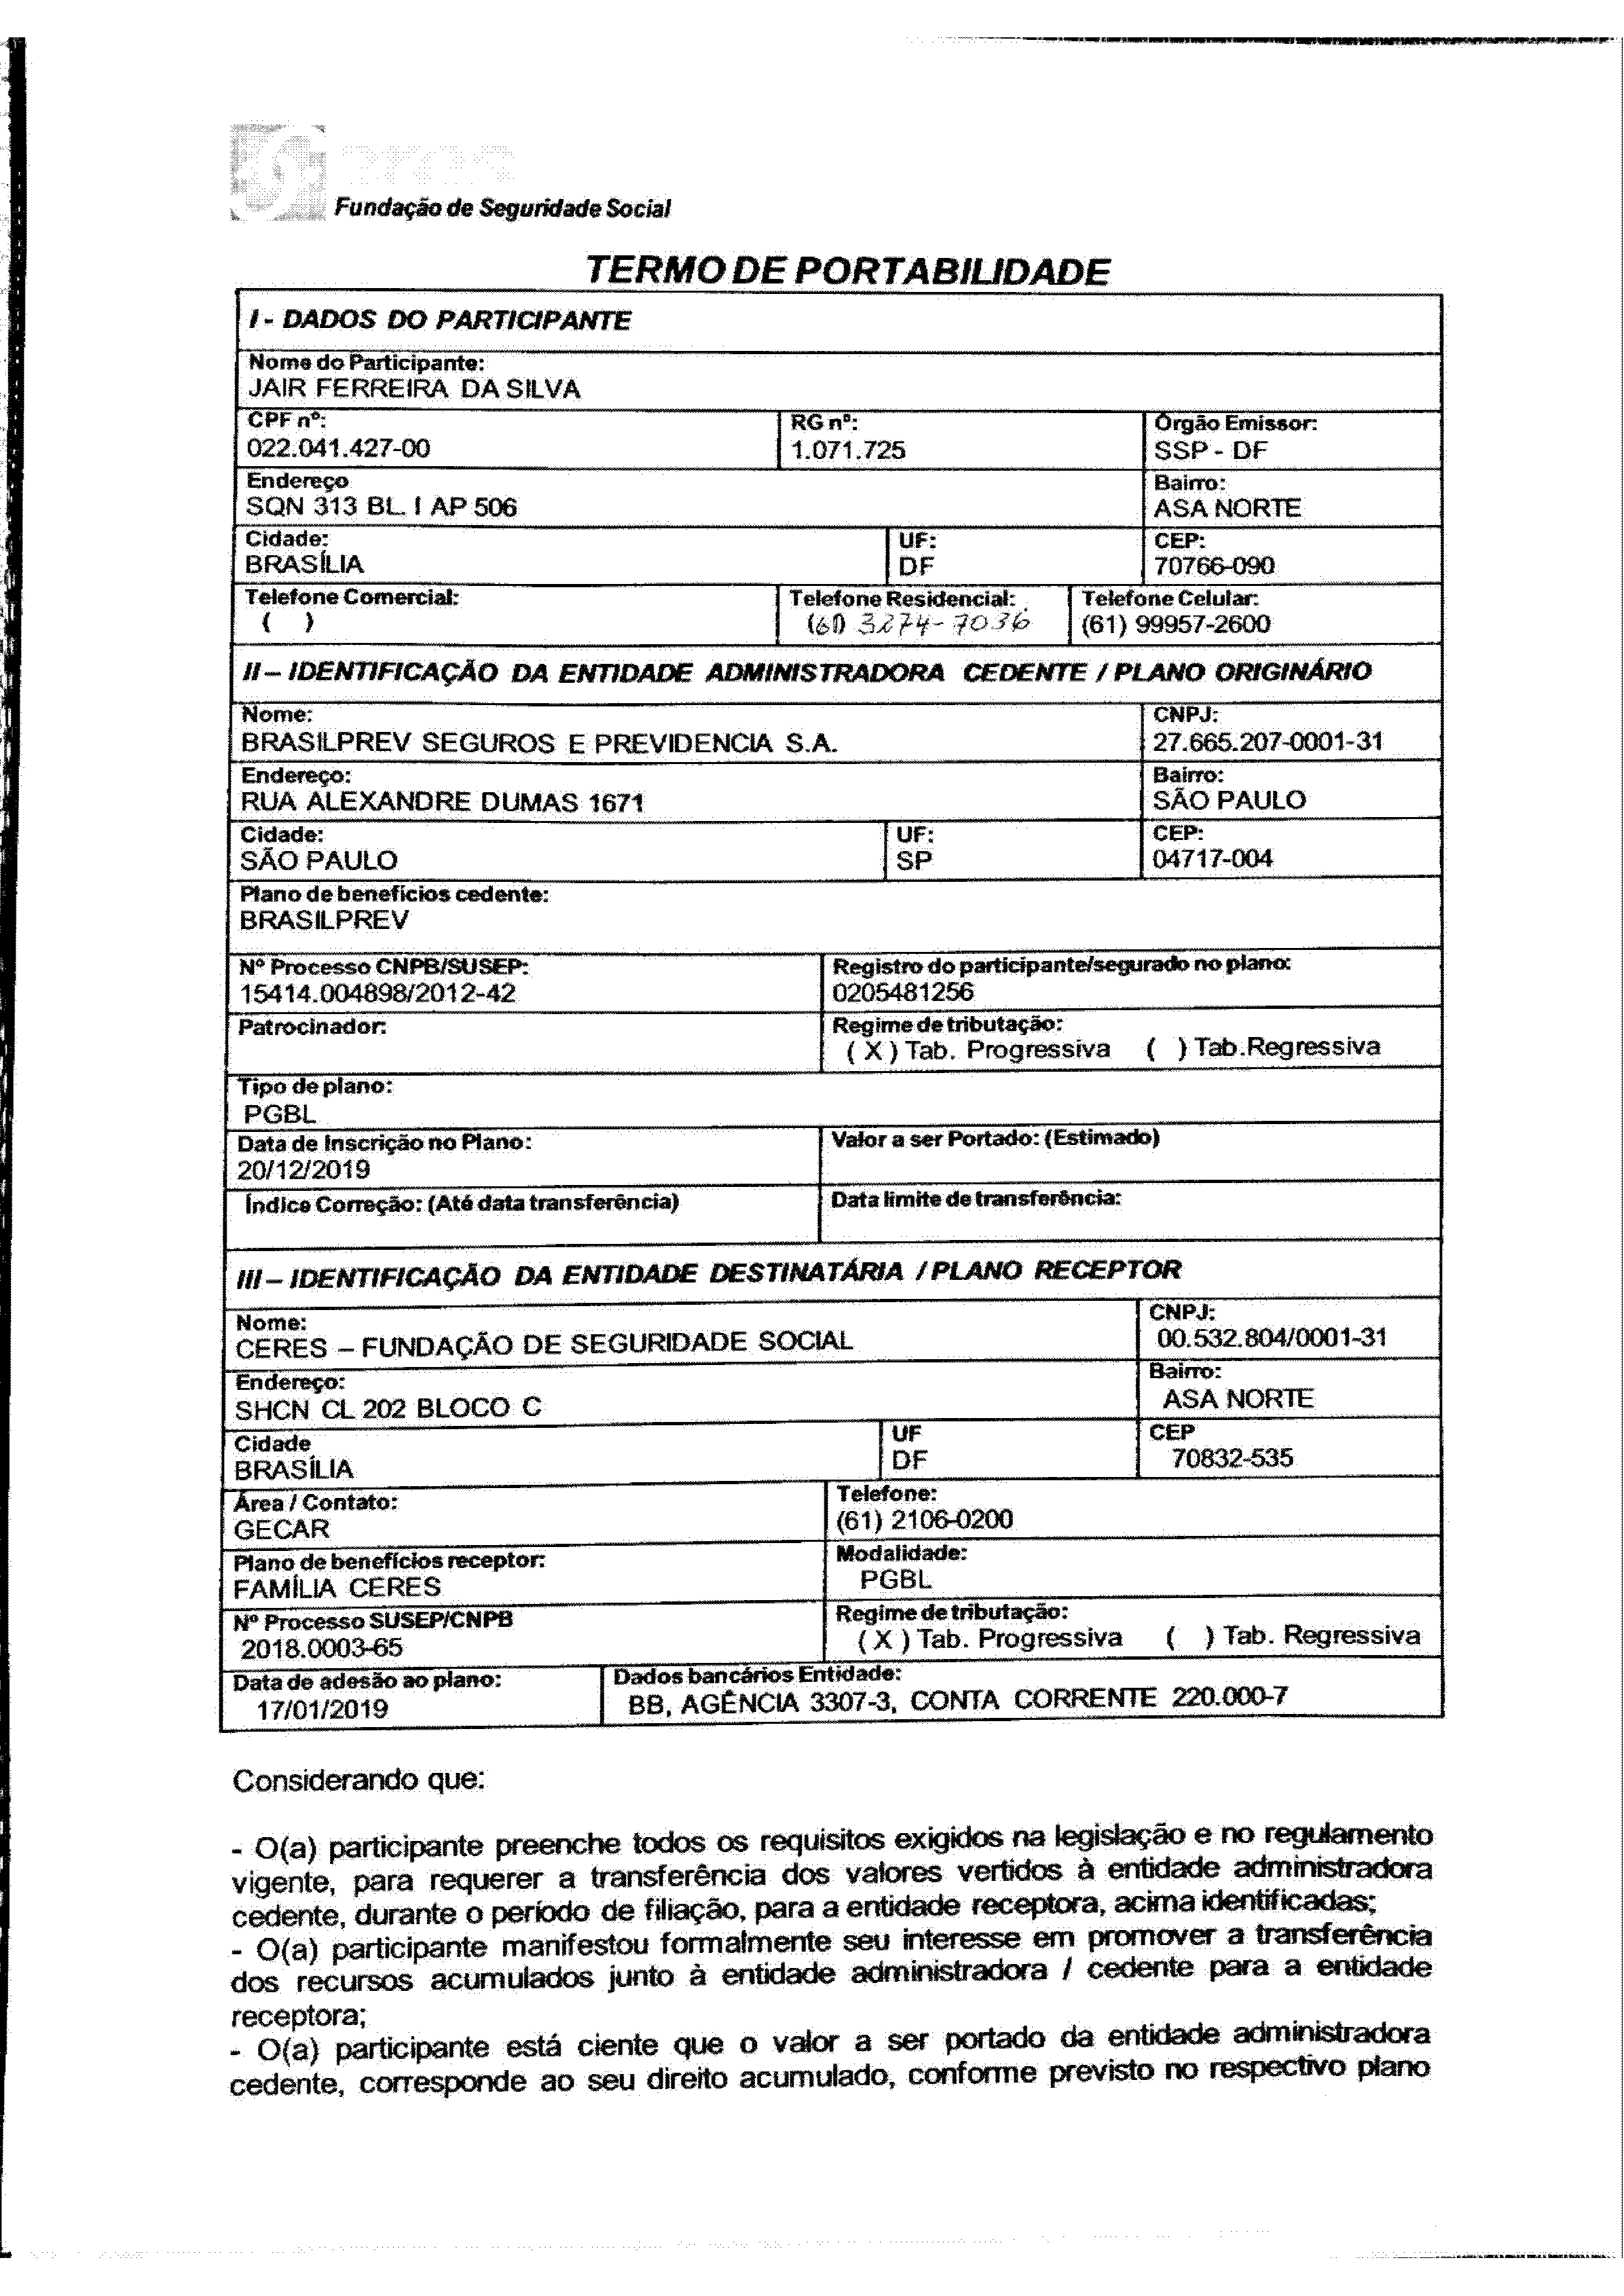 Fundação de Seguridade Social
TERMO DE PORTABILIDADE
I - DADOS DO PARTICIPANTE
Nome do Participante:
JAIR FERREIRA DA SILVA
CPF nº: RG nº: Órgão Emissor:
022.041.427-00 1.071.725 SSP - DF
Endereço Bairro:
SQN 313 BL. I AP 506 ASA NORTE
Cidade: UF: CEP:
BRASÍLIA DF 70766-090
Telefone Comercial: Telefone Residencial: Telefone Celular:
( ) (61) 3274-7036 (61) 99957-2600
II – IDENTIFICAÇÃO DA ENTIDADE ADMINISTRADORA CEDENTE / PLANO ORIGINÁRIO
Nome: CNPJ:
BRASILPREV SEGUROS E PREVIDENCIA S.A. 27.665.207-0001-31
Endereço: Bairro:
RUA ALEXANDRE DUMAS 1671 SÃO PAULO
Cidade: UF: CEP:
SÃO PAULO SP 04717-004
Plano de benefícios cedente:
BRASILPREV
Nº Processo CNPB/SUSEP: Registro do participante/segurado no plano:
15414.004898/2012-42 0205481256
Patrocinador: Regime de tributação:
( X ) Tab. Progressiva ( ) Tab.Regressiva
Tipo de plano:
PGBL
Data de Inscrição no Plano: Valor a ser Portado: (Estimado)
20/12/2019
Índice Correção: (Até data transferência) Data limite de transferência:
III – IDENTIFICAÇÃO DA ENTIDADE DESTINATÁRIA / PLANO RECEPTOR
Nome: CNPJ:
CERES – FUNDAÇÃO DE SEGURIDADE SOCIAL 00.532.804/0001-31
Endereço: Bairro:
SHCN CL 202 BLOCO C ASA NORTE
Cidade UF CEP
BRASÍLIA DF 70832-535
Área / Contato: Telefone:
GECAR (61) 2106-0200
Plano de benefícios receptor: Modalidade:
FAMÍLIA CERES PGBL
Nº Processo SUSEP/CNPB Regime de tributação:
2018.0003-65 ( X ) Tab. Progressiva ( ) Tab. Regressiva
Data de adesão ao plano: Dados bancários Entidade:
17/01/2019 BB, AGÊNCIA 3307-3, CONTA CORRENTE 220.000-7
Considerando que:
- O(a) participante preenche todos os requisitos exigidos na legislação e no regulamento
vigente, para requerer a transferência dos valores vertidos à entidade administradora
cedente, durante o período de filiação, para a entidade receptora, acima identificadas;
- O(a) participante manifestou formalmente seu interesse em promover a transferência
dos recursos acumulados junto à entidade administradora / cedente para a entidade
receptora;
- O(a) participante está ciente que o valor a ser portado da entidade administradora
cedente, corresponde ao seu direito acumulado, conforme previsto no respectivo plano